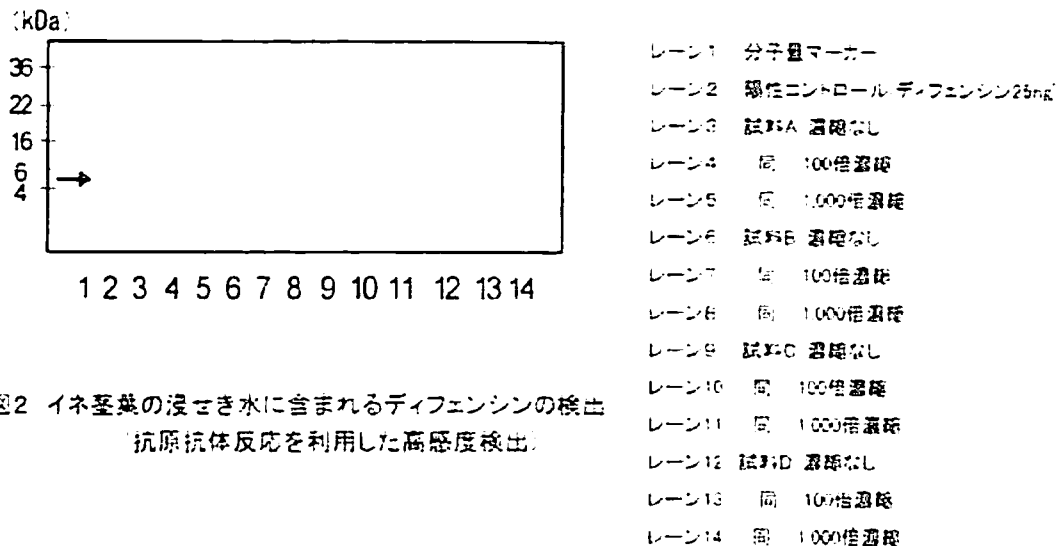 (kDa)
36
22
16
6
4
1 2 3 4 5 6 7 8 9 10 11 12 13 14
図2 イネ茎葉の浸せき水に含まれるディフェンシンの検出
(抗原抗体反応を利用した高感度検出)
レーン1 分子量マーカー
レーン2 陽性コントロール ディフェンシン25ng
レーン3 試料A 濃縮なし
レーン4 同 100倍濃縮
レーン5 同 1,000倍濃縮
レーン6 試料B 濃縮なし
レーン7 同 100倍濃縮
レーン8 同 1,000倍濃縮
レーン9 試料C 濃縮なし
レーン10 同 100倍濃縮
レーン11 同 1,000倍濃縮
レーン12 試料D 濃縮なし
レーン13 同 100倍濃縮
レーン14 同 1,000倍濃縮